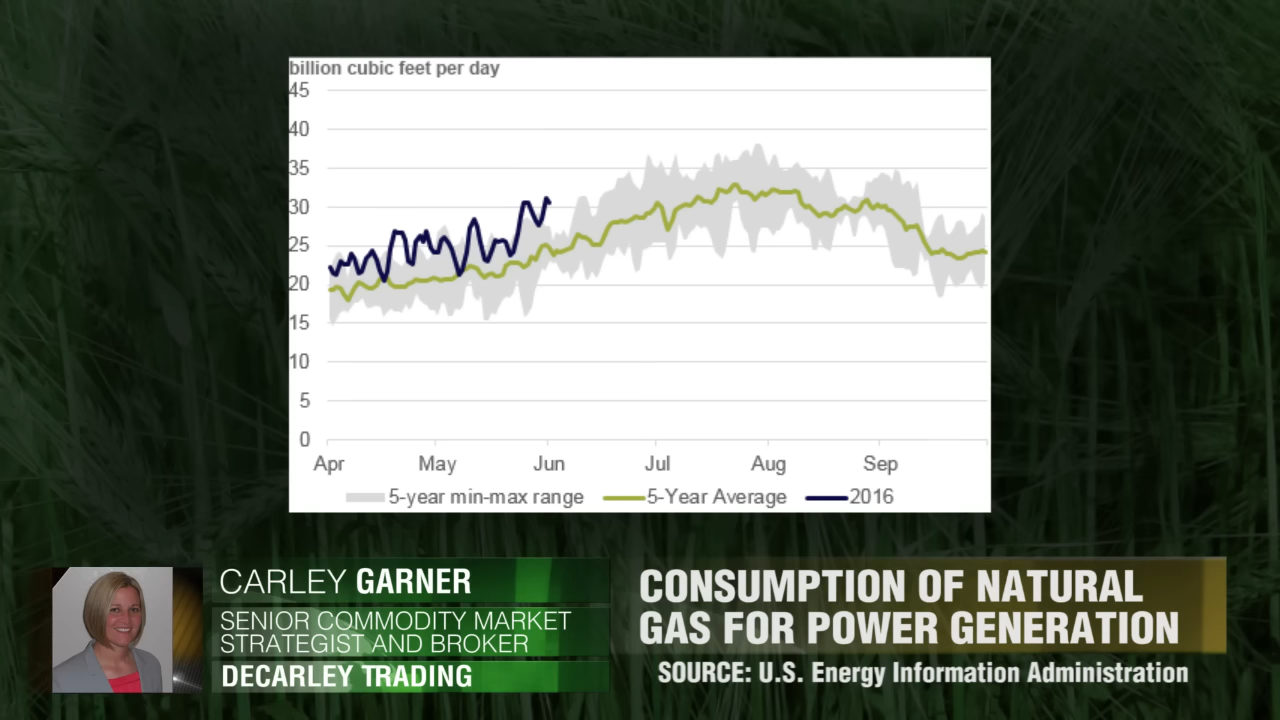 billion cubic feet per day
45
40
35
30
25
20
15
10
5
0
Apr May Jun Jul Aug Sep
5-year min-max range 5-Year Average 2016
CARLEY GARNER
SENIOR COMMODITY MARKET
STRATEGIST AND BROKER
DECARLEY TRADING
CONSUMPTION OF NATURAL
GAS FOR POWER GENERATION
SOURCE: U.S. Energy Information Administration